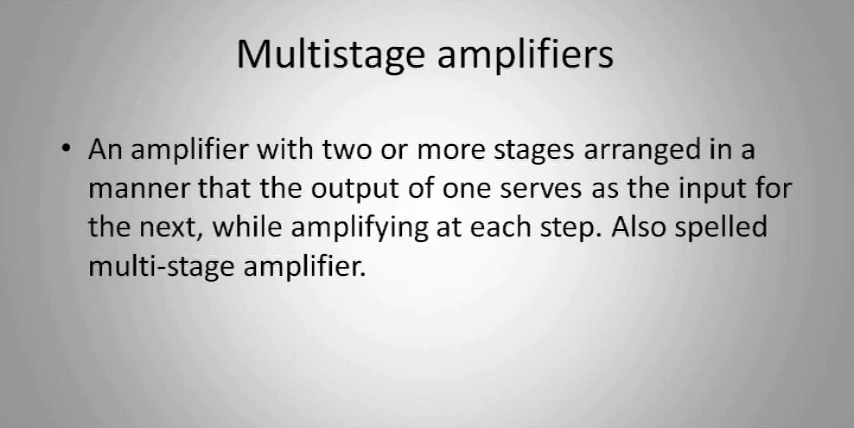 Multistage amplifiers
• An amplifier with two or more stages arranged in a
manner that the output of one serves as the input for
the next, while amplifying at each step. Also spelled
multi-stage amplifier.